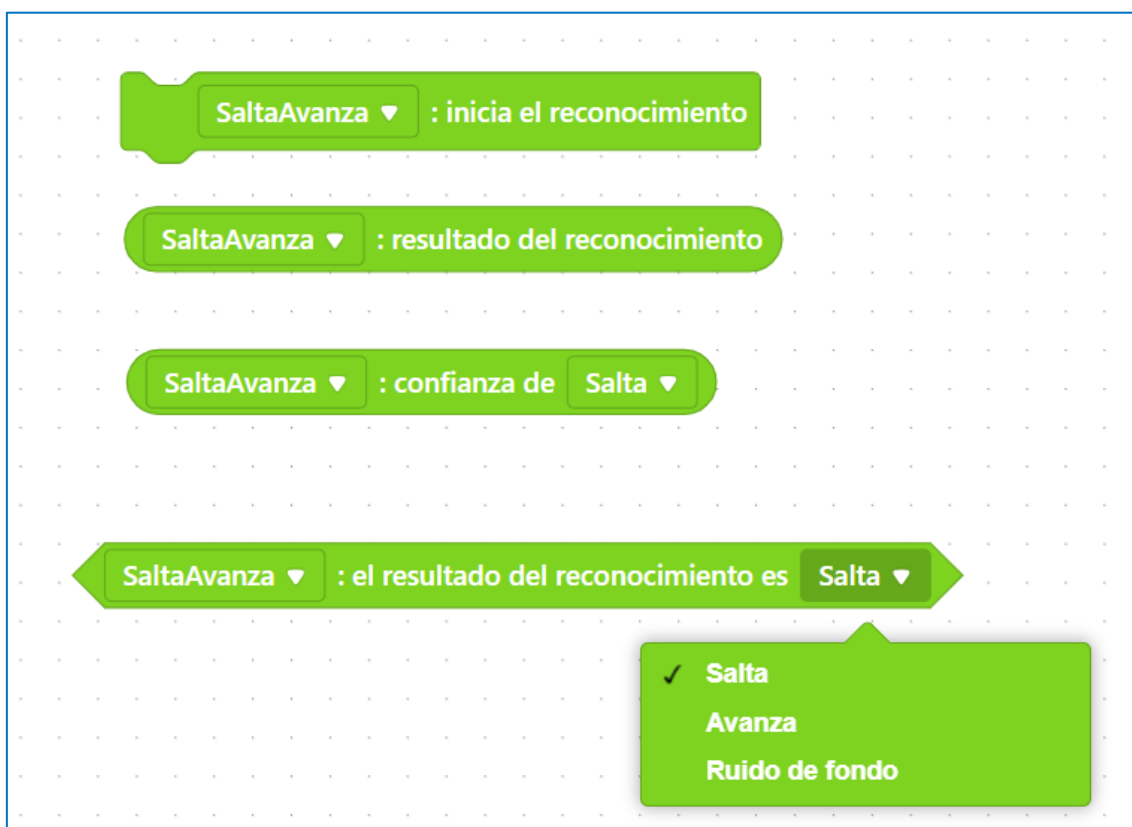 SaltaAvanza : inicia el reconocimiento
SaltaAvanza : resultado del reconocimiento
SaltaAvanza : confianza de Salta
SaltaAvanza : el resultado del reconocimiento es Salta
Salta
Avanza
Ruido de fondo